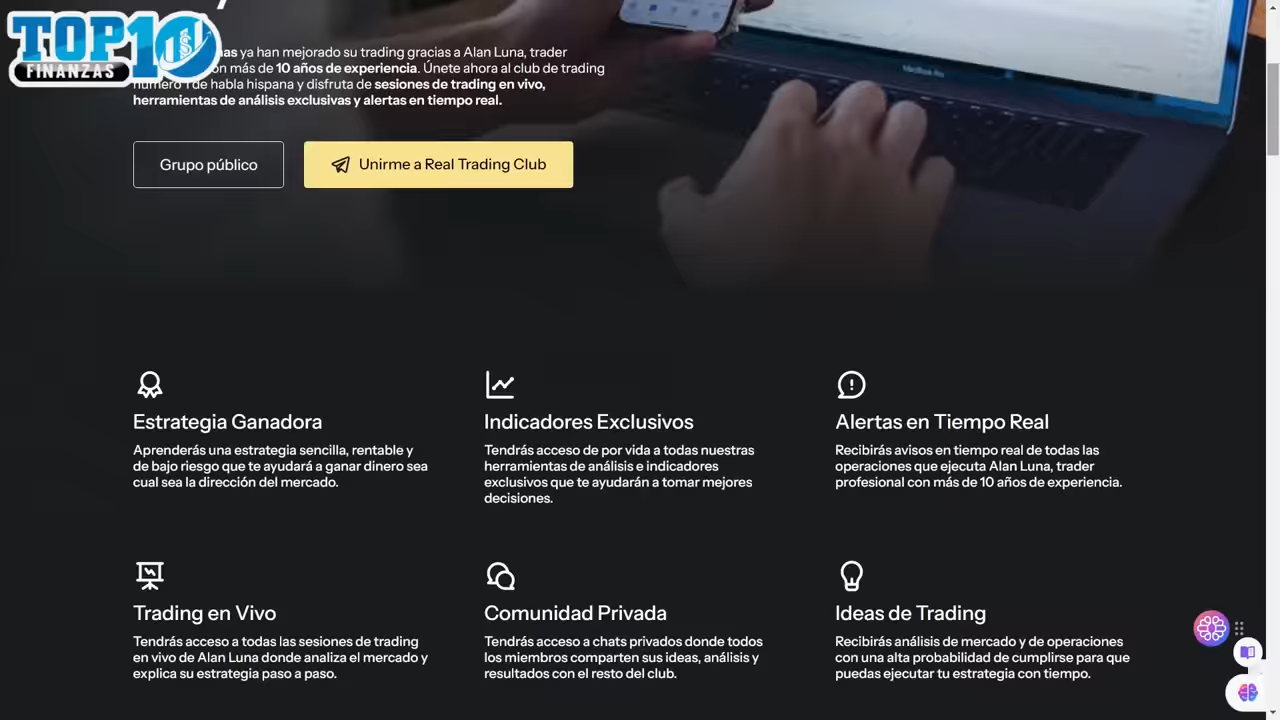 TOP10
FINANZAS
nas ya han mejorado su trading gracias a Alan Luna, trader
on más de 10 años de experiencia. Únete ahora al club de trading
número 1 de habla hispana y disfruta de sesiones de trading en vivo,
herramientas de análisis exclusivas y alertas en tiempo real.
Grupo público
Unirme a Real Trading Club
Estrategia Ganadora
Aprenderás una estrategia sencilla, rentable y
de bajo riesgo que te ayudará a ganar dinero sea
cual sea la dirección del mercado.
Indicadores Exclusivos
Tendrás acceso de por vida a todas nuestras
herramientas de análisis e indicadores
exclusivos que te ayudarán a tomar mejores
decisiones.
Alertas en Tiempo Real
Recibirás avisos en tiempo real de todas las
operaciones que ejecuta Alan Luna, trader
profesional con más de 10 años de experiencia.
Trading en Vivo
Tendrás acceso a todas las sesiones de trading
en vivo de Alan Luna donde analiza el mercado y
explica su estrategia paso a paso.
Comunidad Privada
Tendrás acceso a chats privados donde todos
los miembros comparten sus ideas, análisis y
resultados con el resto del club.
Ideas de Trading
Recibirás análisis de mercado y de operaciones
con una alta probabilidad de cumplirse para que
puedas ejecutar tu estrategia con tiempo.